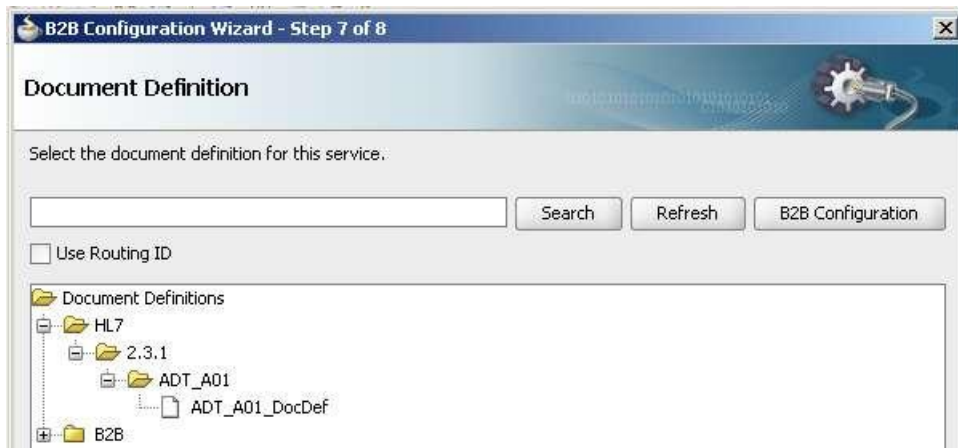 B2B Configuration Wizard - Step 7 of 8
Document Definition
Select the document definition for this service.
Search Refresh B2B Configuration
Use Routing ID
Document Definitions
HL7
2.3.1
ADT_A01
ADT_A01_DocDef
B2B